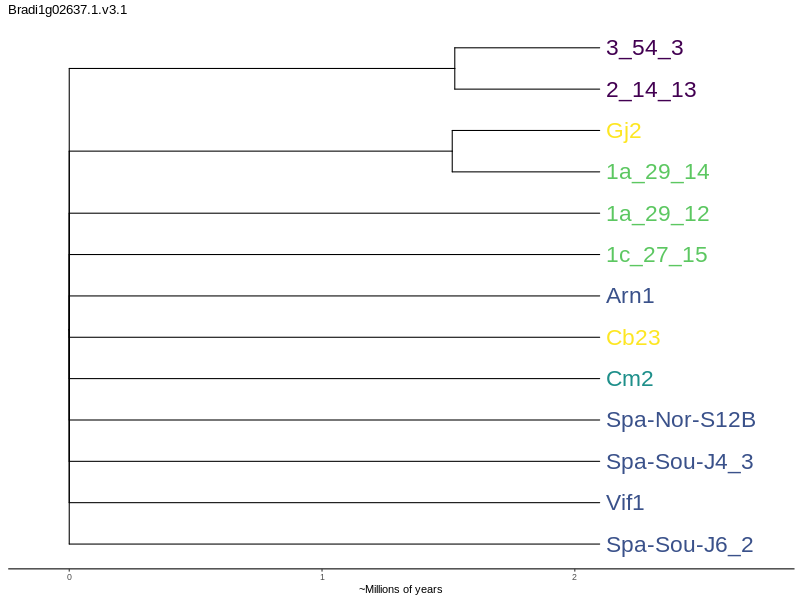 Bradi1g02637.1.v3.1
3_54_3
2_14_13
Gj2
1a_29_14
1a_29_12
1c_27_15
Arn1
Cb23
Cm2
Spa-Nor-S12B
Spa-Sou-J4_3
Vif1
Spa-Sou-J6_2
0 1 2
~Millions of years